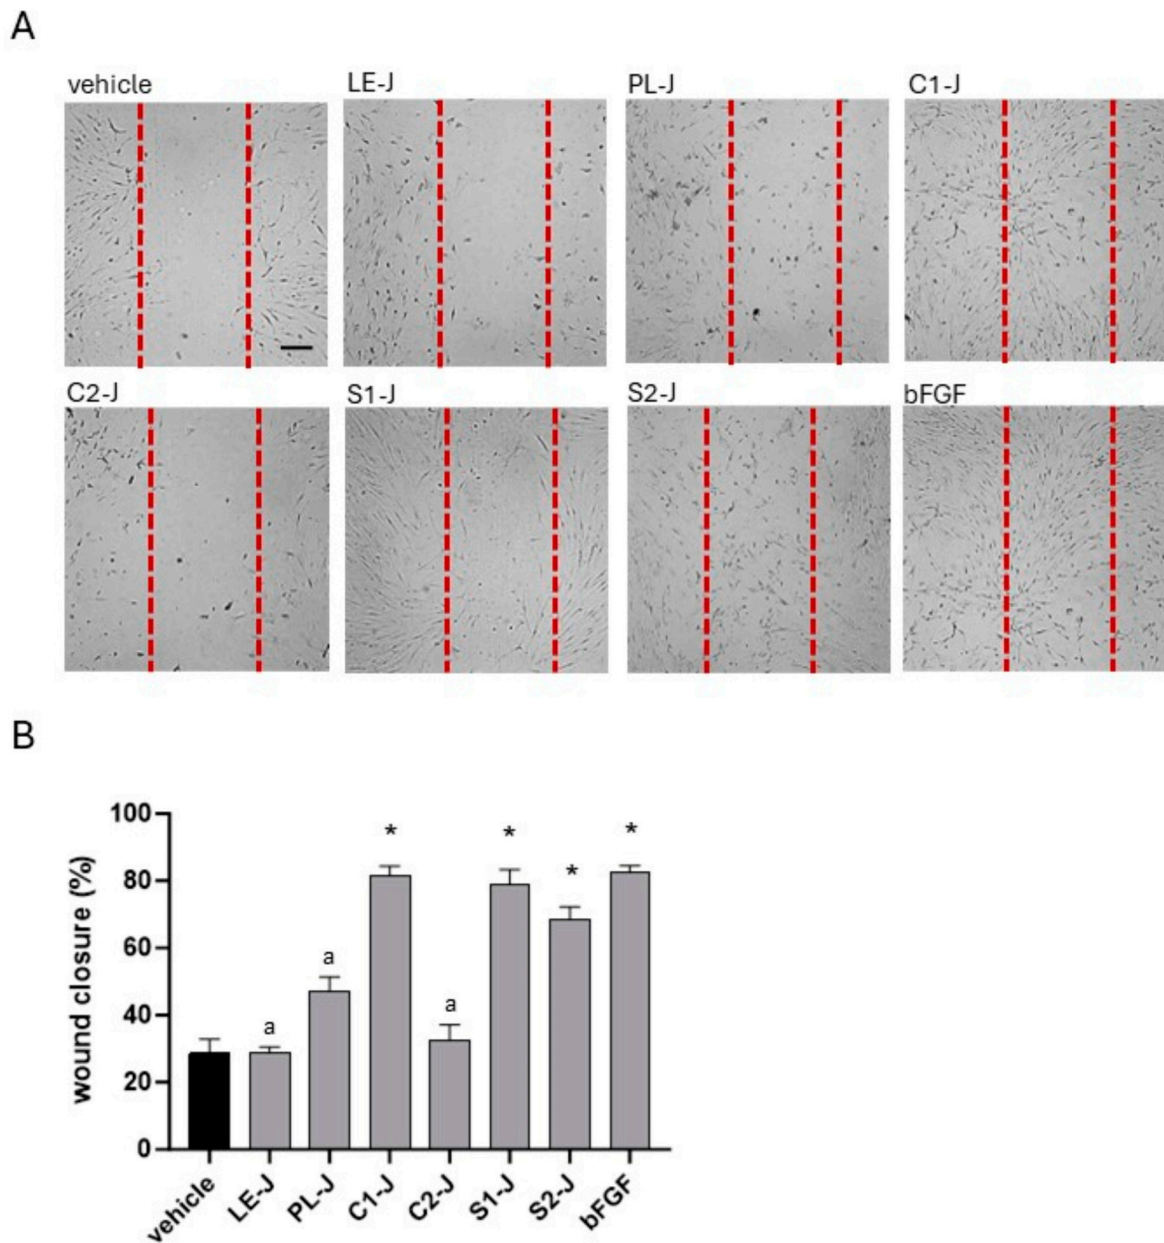 A
vehicle LE-J PL-J C1-J
C2-J S1-J S2-J bFGF
B
100
80
60
40
20
0
wound closure (%)
* * * *
a a a
vehicle LE-J PL-J C1-J C2-J S1-J S2-J bFGF